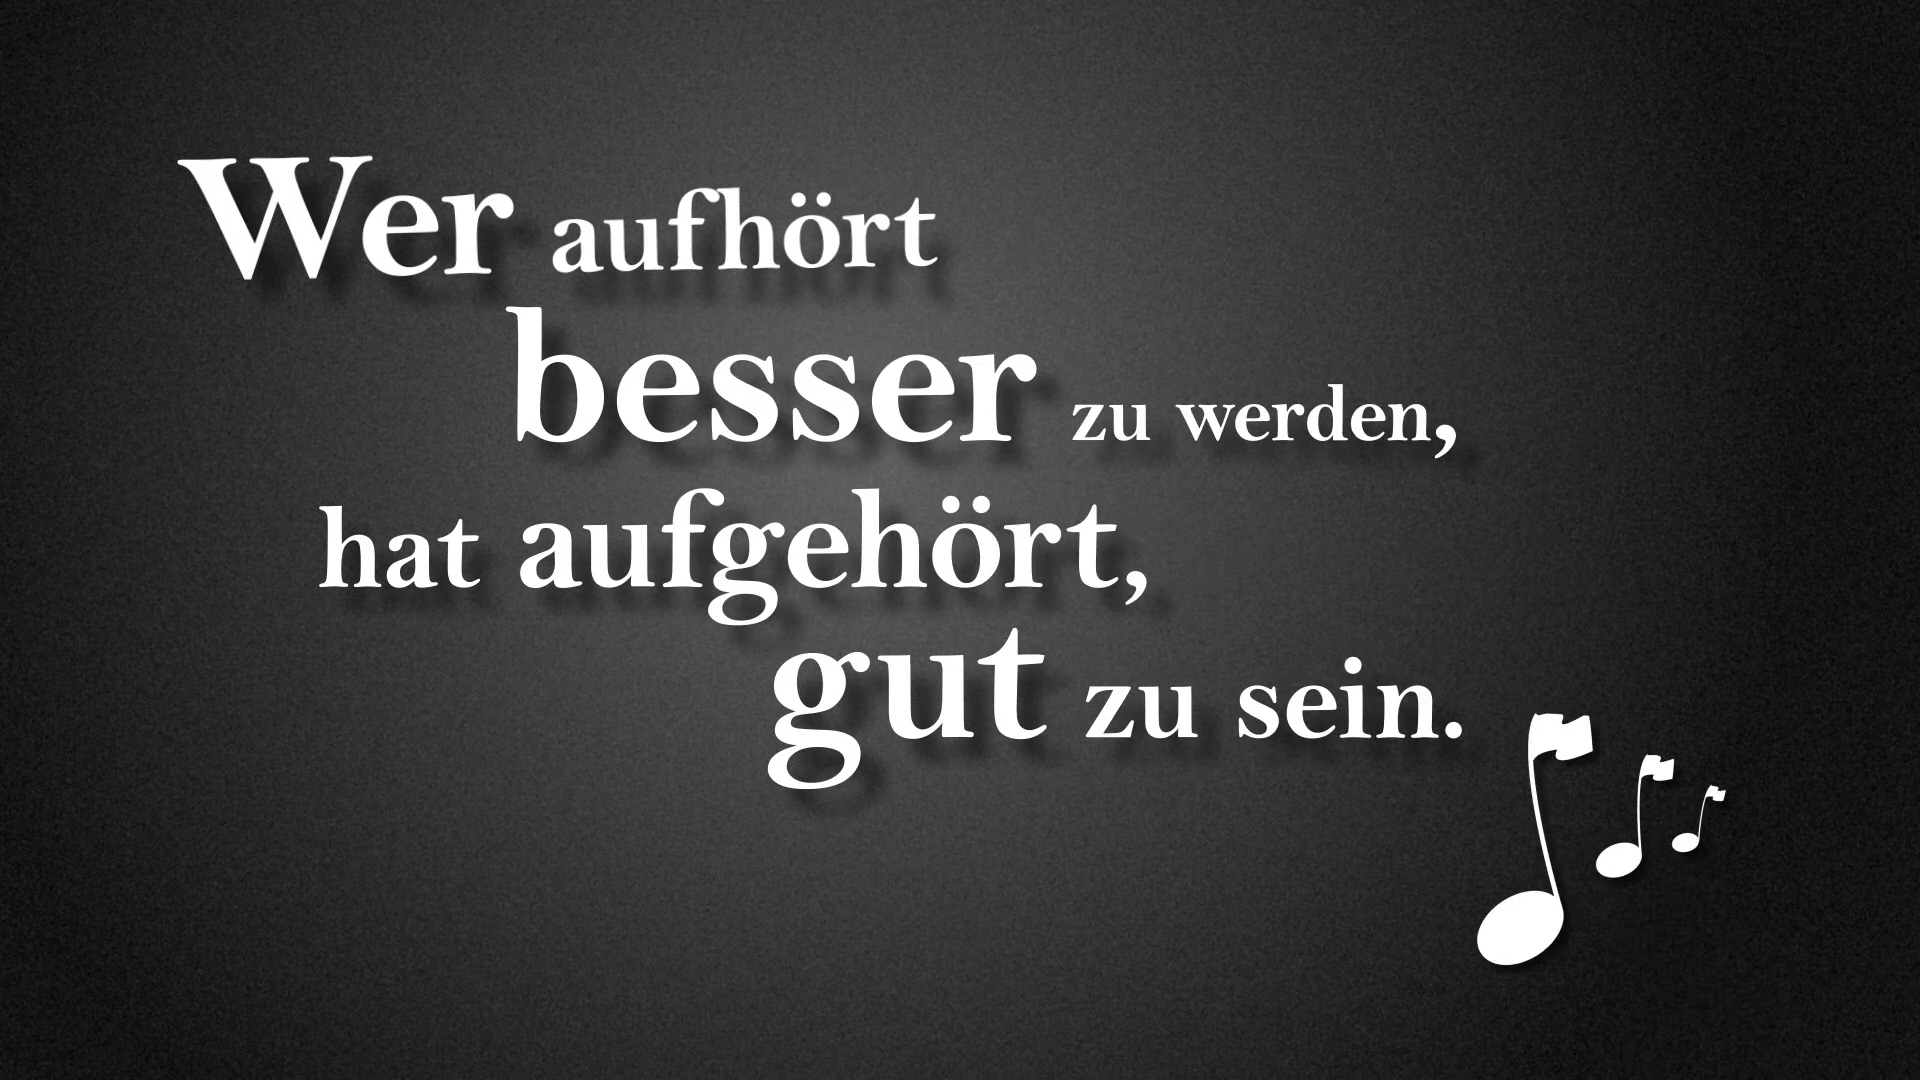 Wer aufhört
besser zu werden,
hat aufgehört,
gut zu sein.